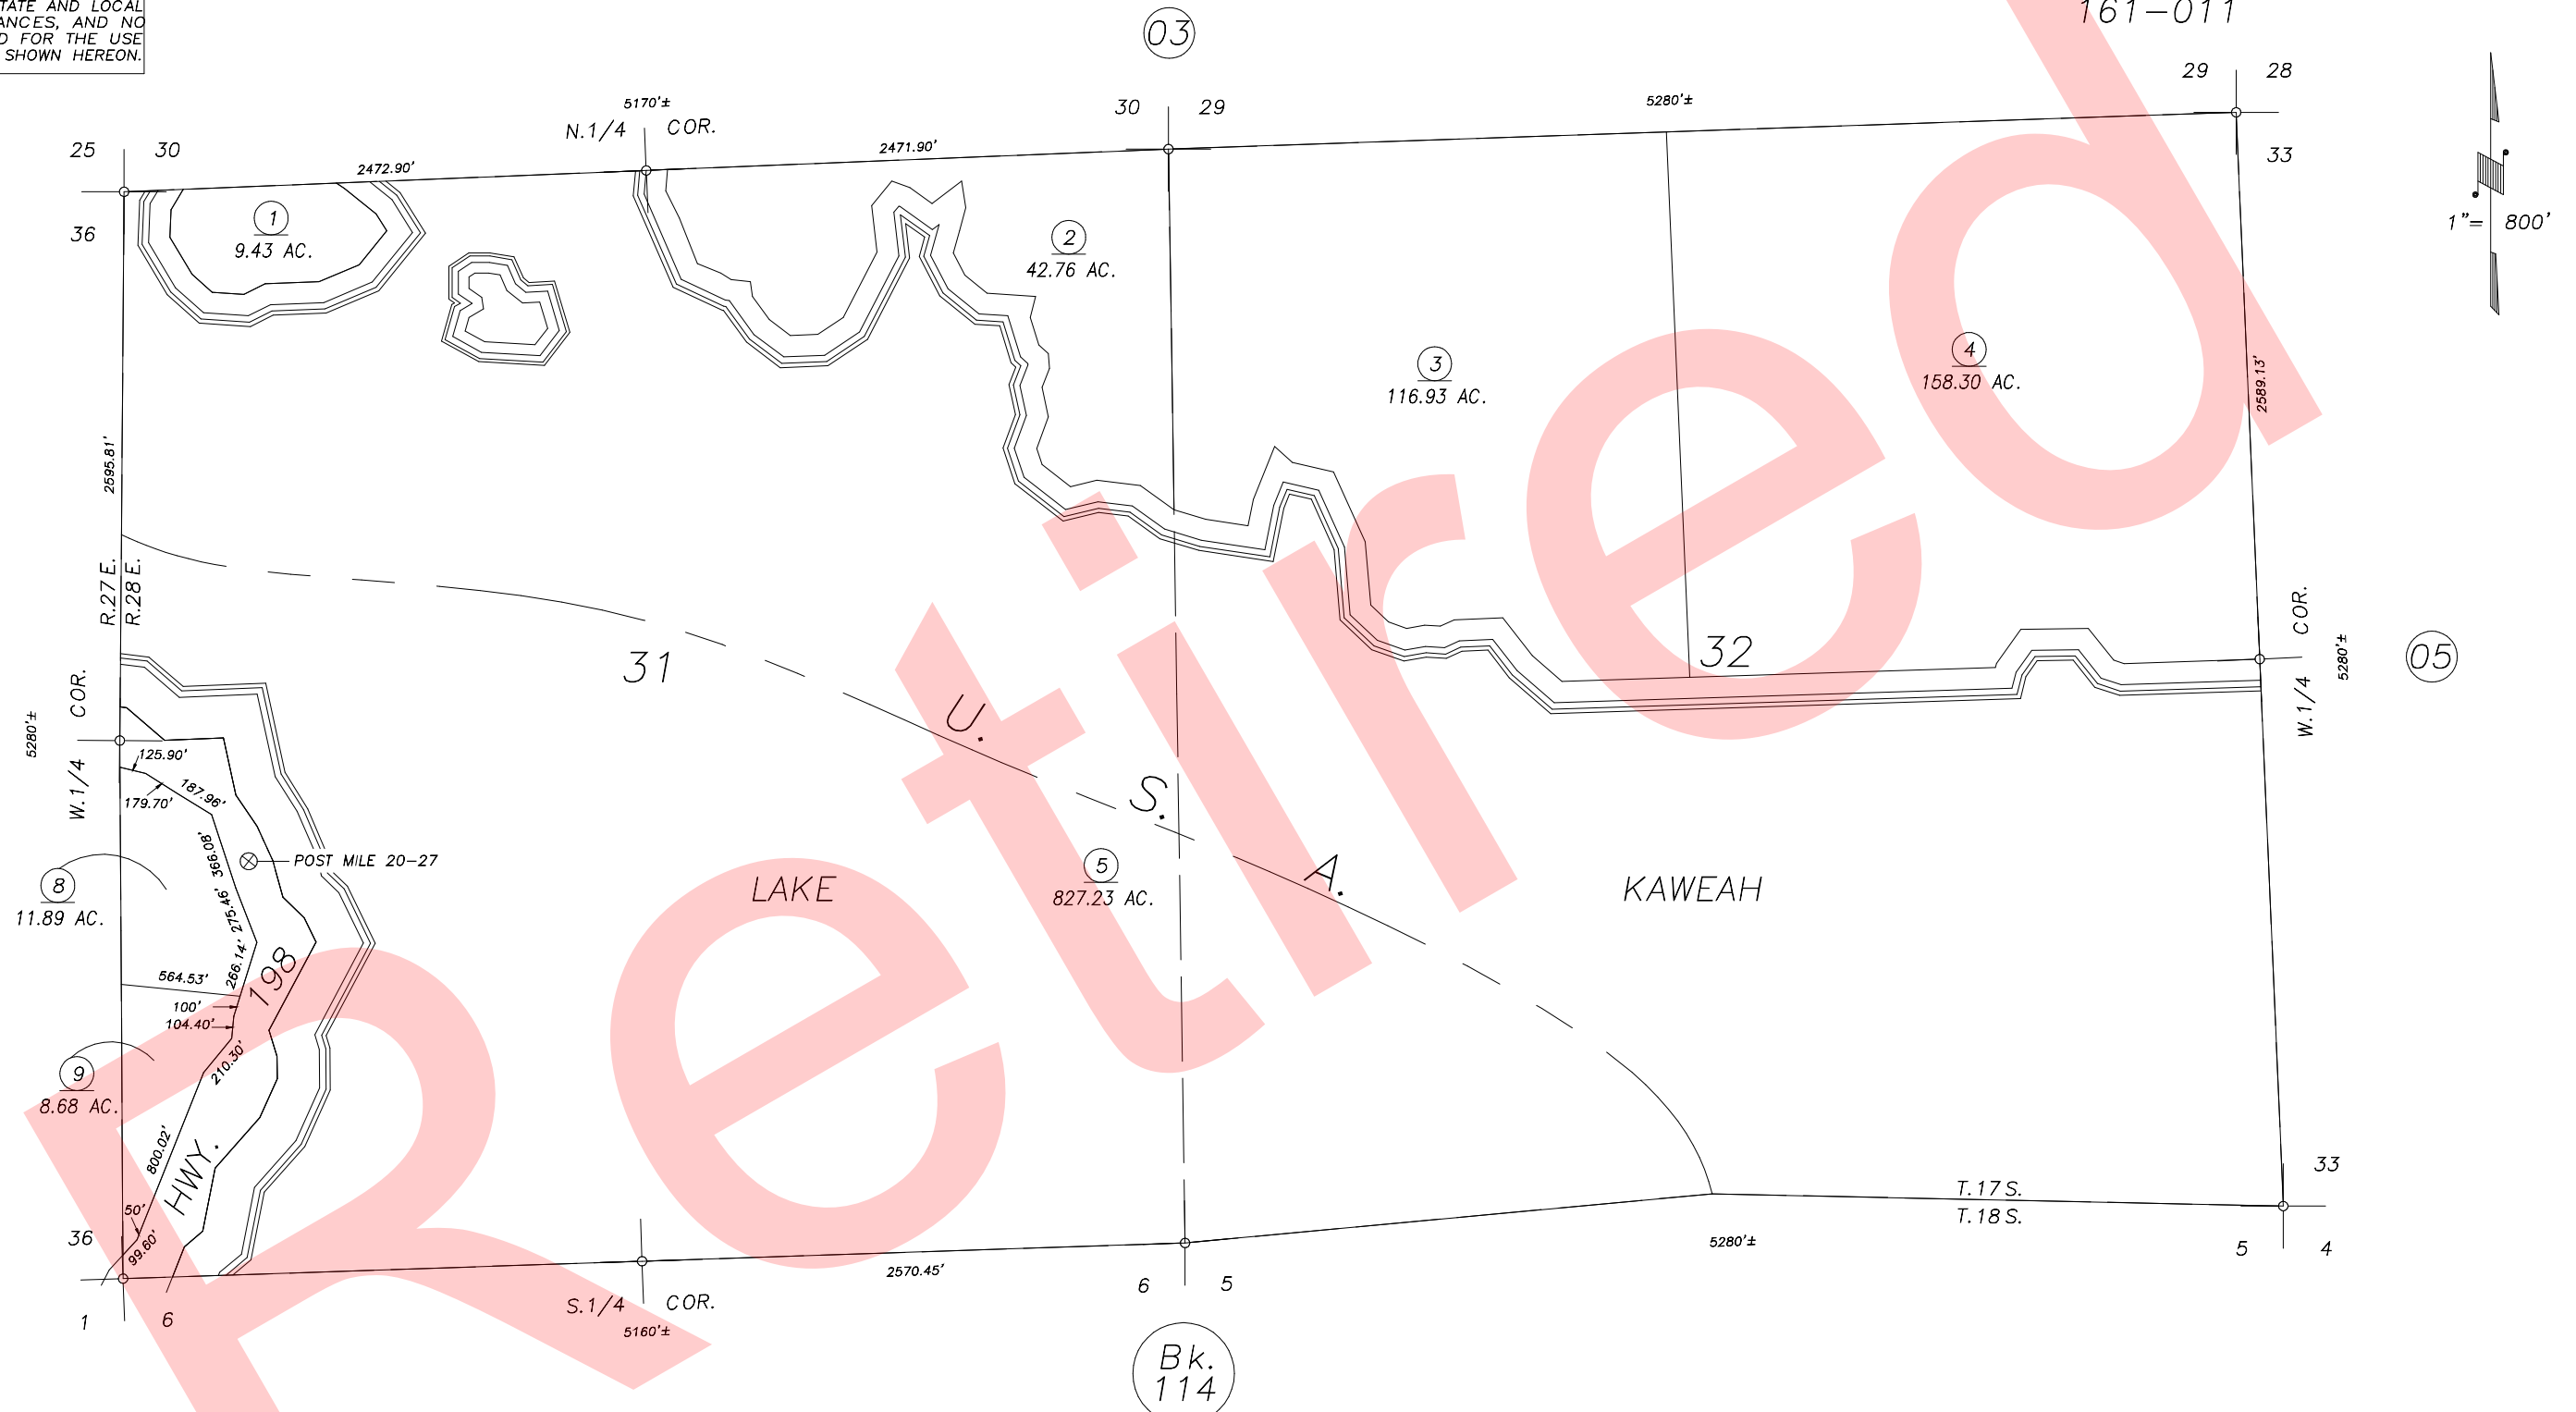 TATE AND LOCAL
ANCES, AND NO
D FOR THE USE
SHOWN HEREON.
03
161-011
29 28
5170'±
30 29
5280'±
N.1/4 COR.
25 30
2472.90'
2471.90'
33
36
1
9.43 AC.
2
42.76 AC.
1"= 800'
3
116.93 AC.
4
158.30 AC.
2589.13'
2595.81'
R.27 E.
R.28 E.
31
32
W.1/4 COR.
5280'±
05
W.1/4 COR.
5280'±
U. S. A.
125.90'
179.70'
187.96'
366.08'
POST MILE 20-27
8
11.89 AC.
275.46'
LAKE KAWEAH
5
827.23 AC.
266.14'
564.53'
HWY. 198
100'
104.40'
210.30'
9
8.68 AC.
800.02'
50'
99.60'
36
33
T.17 S.
T.18 S.
5280'±
5 4
2570.45'
6 5
1 6
S.1/4 COR.
5160'±
Bk.
114
Retired